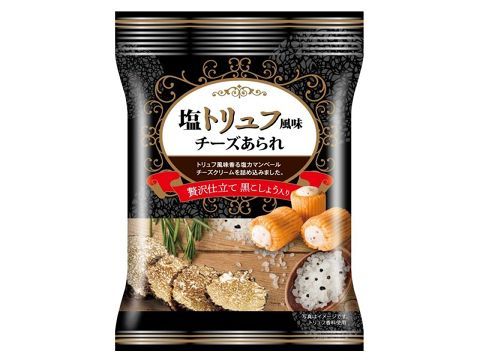 塩トリュフ風味
チーズあられ
トリュフ風味香る塩カマンベール
チーズクリームを詰め込みました。
贅沢仕立て 黒こしょう入り
写真はイメージです。
トリュフ香料使用